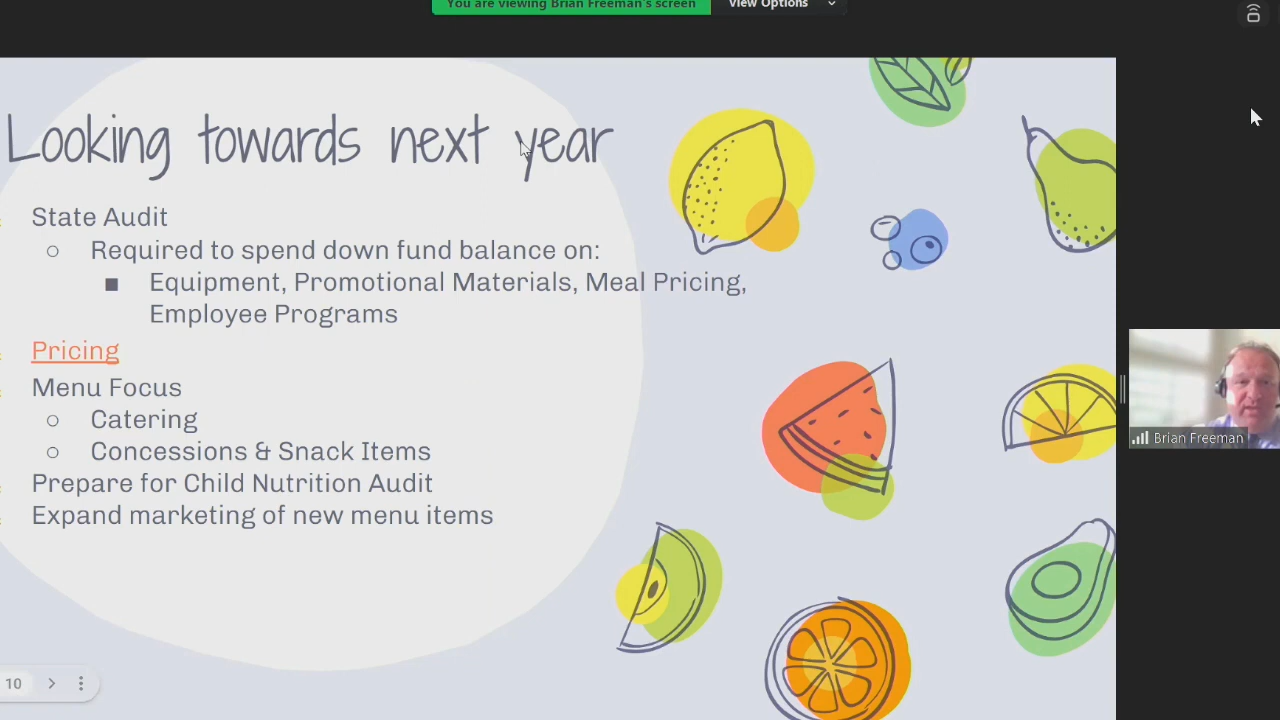 You are viewing Brian Freeman's screen
View Options
Looking towards next year
State Audit
Required to spend down fund balance on:
Equipment, Promotional Materials, Meal Pricing,
Employee Programs
Pricing
Menu Focus
Catering
Concessions & Snack Items
Prepare for Child Nutrition Audit
Expand marketing of new menu items
Brian Freeman
10